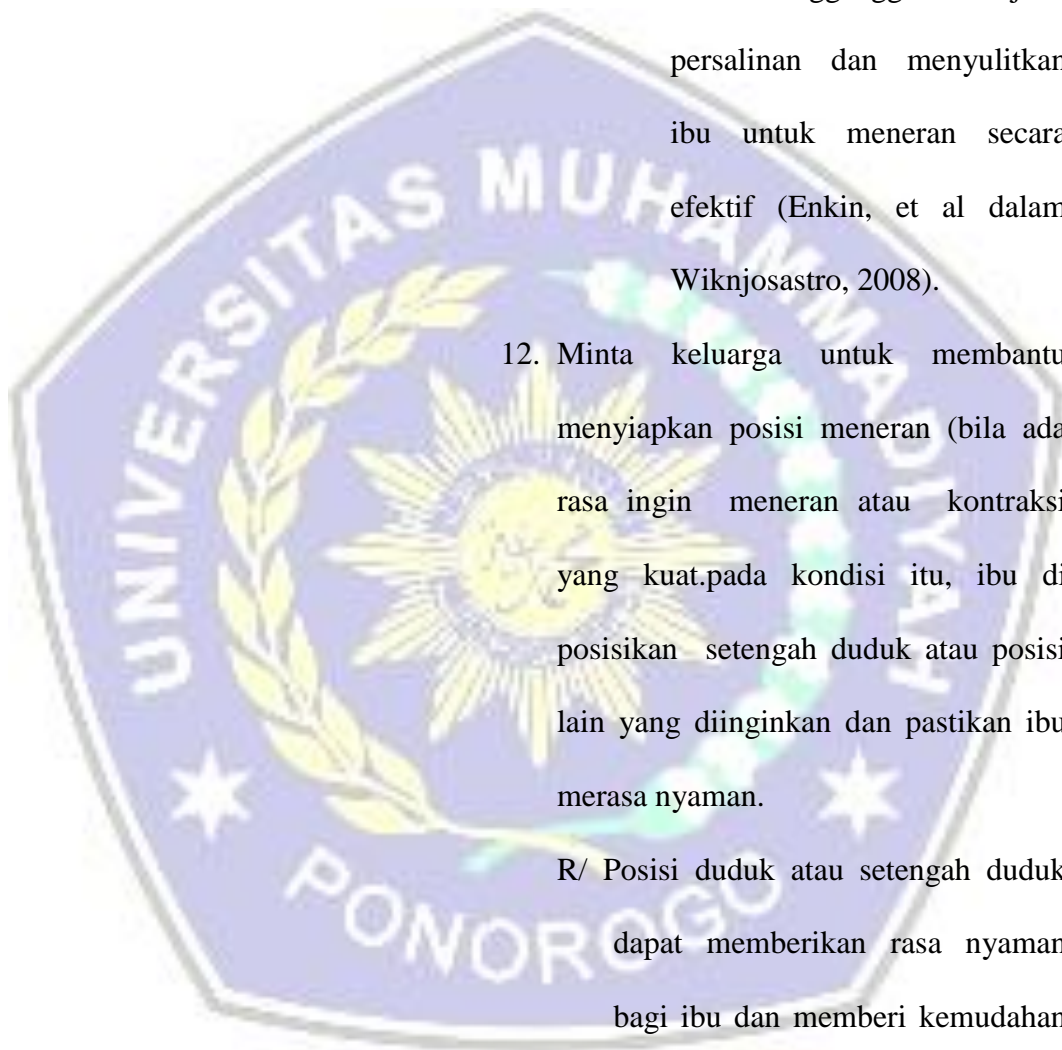 persalinan dan menyulitkan
ibu untuk meneran secara
efektif (Enkin, et al dalam
Wiknjosastro, 2008).
12. Minta keluarga untuk membantu
menyiapkan posisi meneran (bila ada
rasa ingin meneran atau kontraksi
yang kuat.pada kondisi itu, ibu di
posisikan setengah duduk atau posisi
lain yang diinginkan dan pastikan ibu
merasa nyaman.
R/ Posisi duduk atau setengah duduk
dapat memberikan rasa nyaman
bagi ibu dan memberi kemudahan
UNIVERSITAS MUHAMMADIYAH
PONOROGO